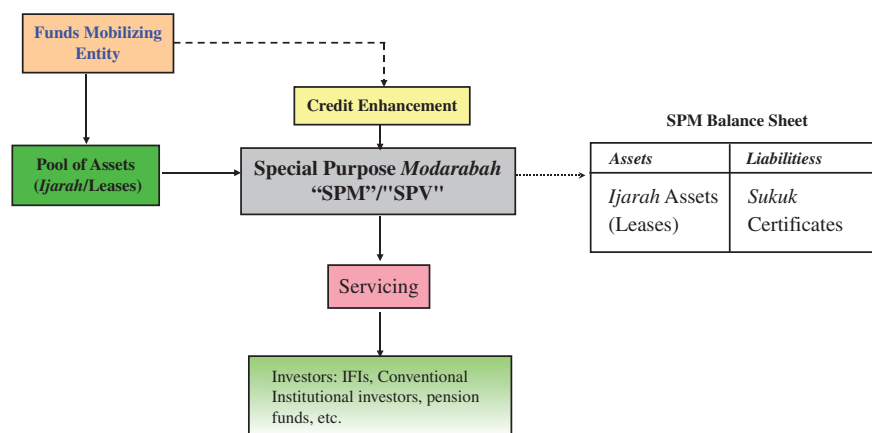 Funds Mobilizing
Entity
Credit Enhancement
Pool of Assets
(Ijarah/Leases)
Special Purpose Modarabah
“SPM”/"SPV"
SPM Balance Sheet
Assets
Liabilitiess
Ijarah Assets
(Leases)
Sukuk
Certificates
Servicing
Investors: IFIs, Conventional
Institutional investors, pension
funds, etc.